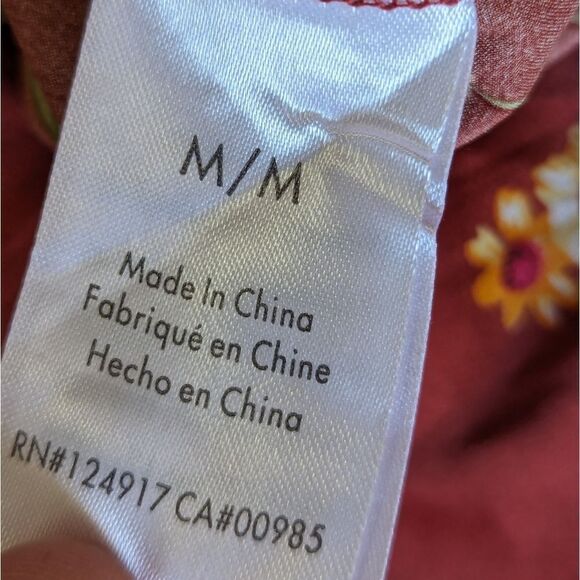 M/M
Made In China
Fabriqué en Chine
Hecho en China
RN#124917 CA#00985